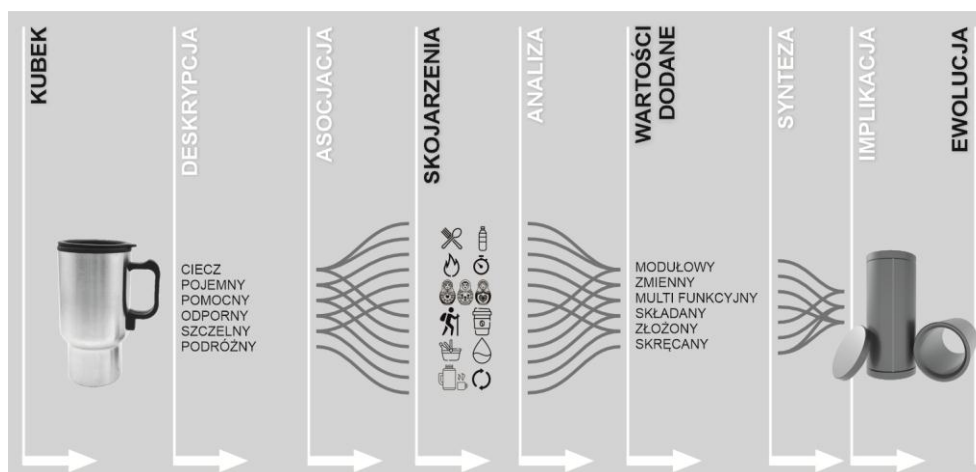 KUBEK
DESKRYPCJA
ASOCJACJA
SKOJARZENIA
ANALIZA
WARTOŚCI
DODANE
SYNTEZA
IMPLIKACJA
EWOLUCJA
CIECZ
POJEMNY
POMOCNY
ODPORNY
SZCZELNY
PODRÓŻNY
MODUŁOWY
ZMIENNY
MULTI FUNKCYJNY
SKŁADANY
ZŁOŻONY
SKRĘCANY